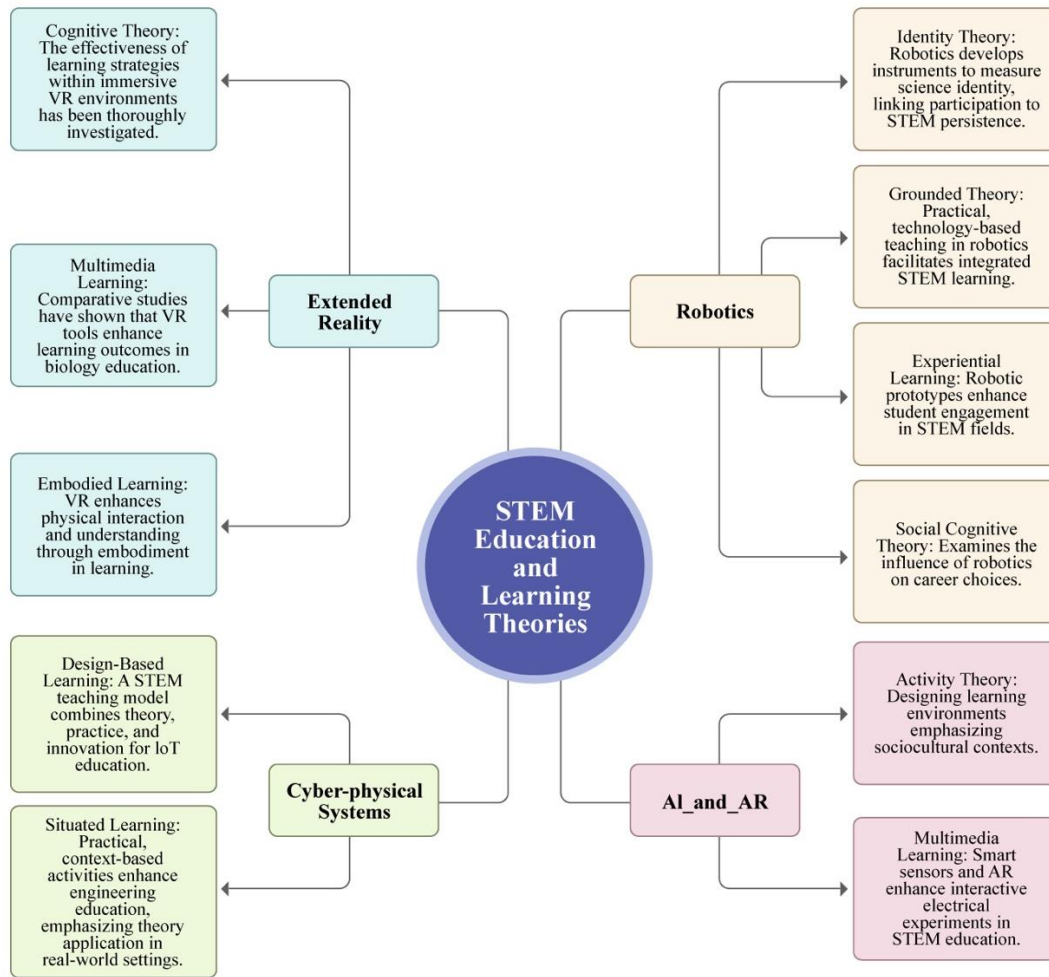 Cognitive Theory:
The effectiveness of
learning strategies
within immersive
VR environments
has been thoroughly
investigated.
Multimedia
Learning:
Comparative studies
have shown that VR
tools enhance
learning outcomes in
biology education.
Embodied Learning:
VR enhances
physical interaction
and understanding
through embodiment
in learning.
Design-Based
Learning: A STEM
teaching model
combines theory,
practice, and
innovation for IoT
education.
Situated Learning:
Practical,
context-based
activities enhance
engineering
education,
emphasizing theory
application in
real-world settings.
Extended
Reality
Cyber-physical
Systems
STEM
Education
and
Learning
Theories
Robotics
AI_and_AR
Identity Theory:
Robotics develops
instruments to measure
science identity,
linking participation to
STEM persistence.
Grounded Theory:
Practical,
technology-based
teaching in robotics
facilitates integrated
STEM learning.
Experiential
Learning: Robotic
prototypes enhance
student engagement
in STEM fields.
Social Cognitive
Theory: Examines the
influence of robotics
on career choices.
Activity Theory:
Designing learning
environments
emphasizing
sociocultural contexts.
Multimedia
Learning: Smart
sensors and AR
enhance interactive
electrical
experiments in
STEM education.